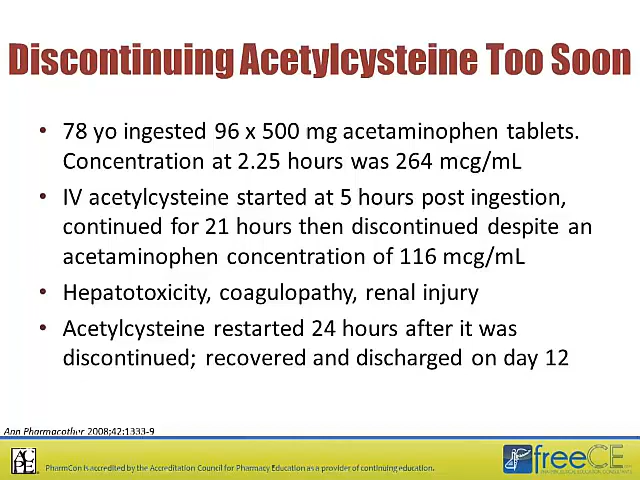 Discontinuing Acetylcysteine Too Soon
• 78 yo ingested 96 x 500 mg acetaminophen tablets.
Concentration at 2.25 hours was 264 mcg/mL
• IV acetylcysteine started at 5 hours post ingestion,
continued for 21 hours then discontinued despite an
acetaminophen concentration of 116 mcg/mL
• Hepatotoxicity, coagulopathy, renal injury
• Acetylcysteine restarted 24 hours after it was
discontinued; recovered and discharged on day 12
Ann Pharmacother 2008;42:1333-9
ACPE PharmCon is accredited by the Accreditation Council for Pharmacy Education as a provider of continuing education.
freeCE